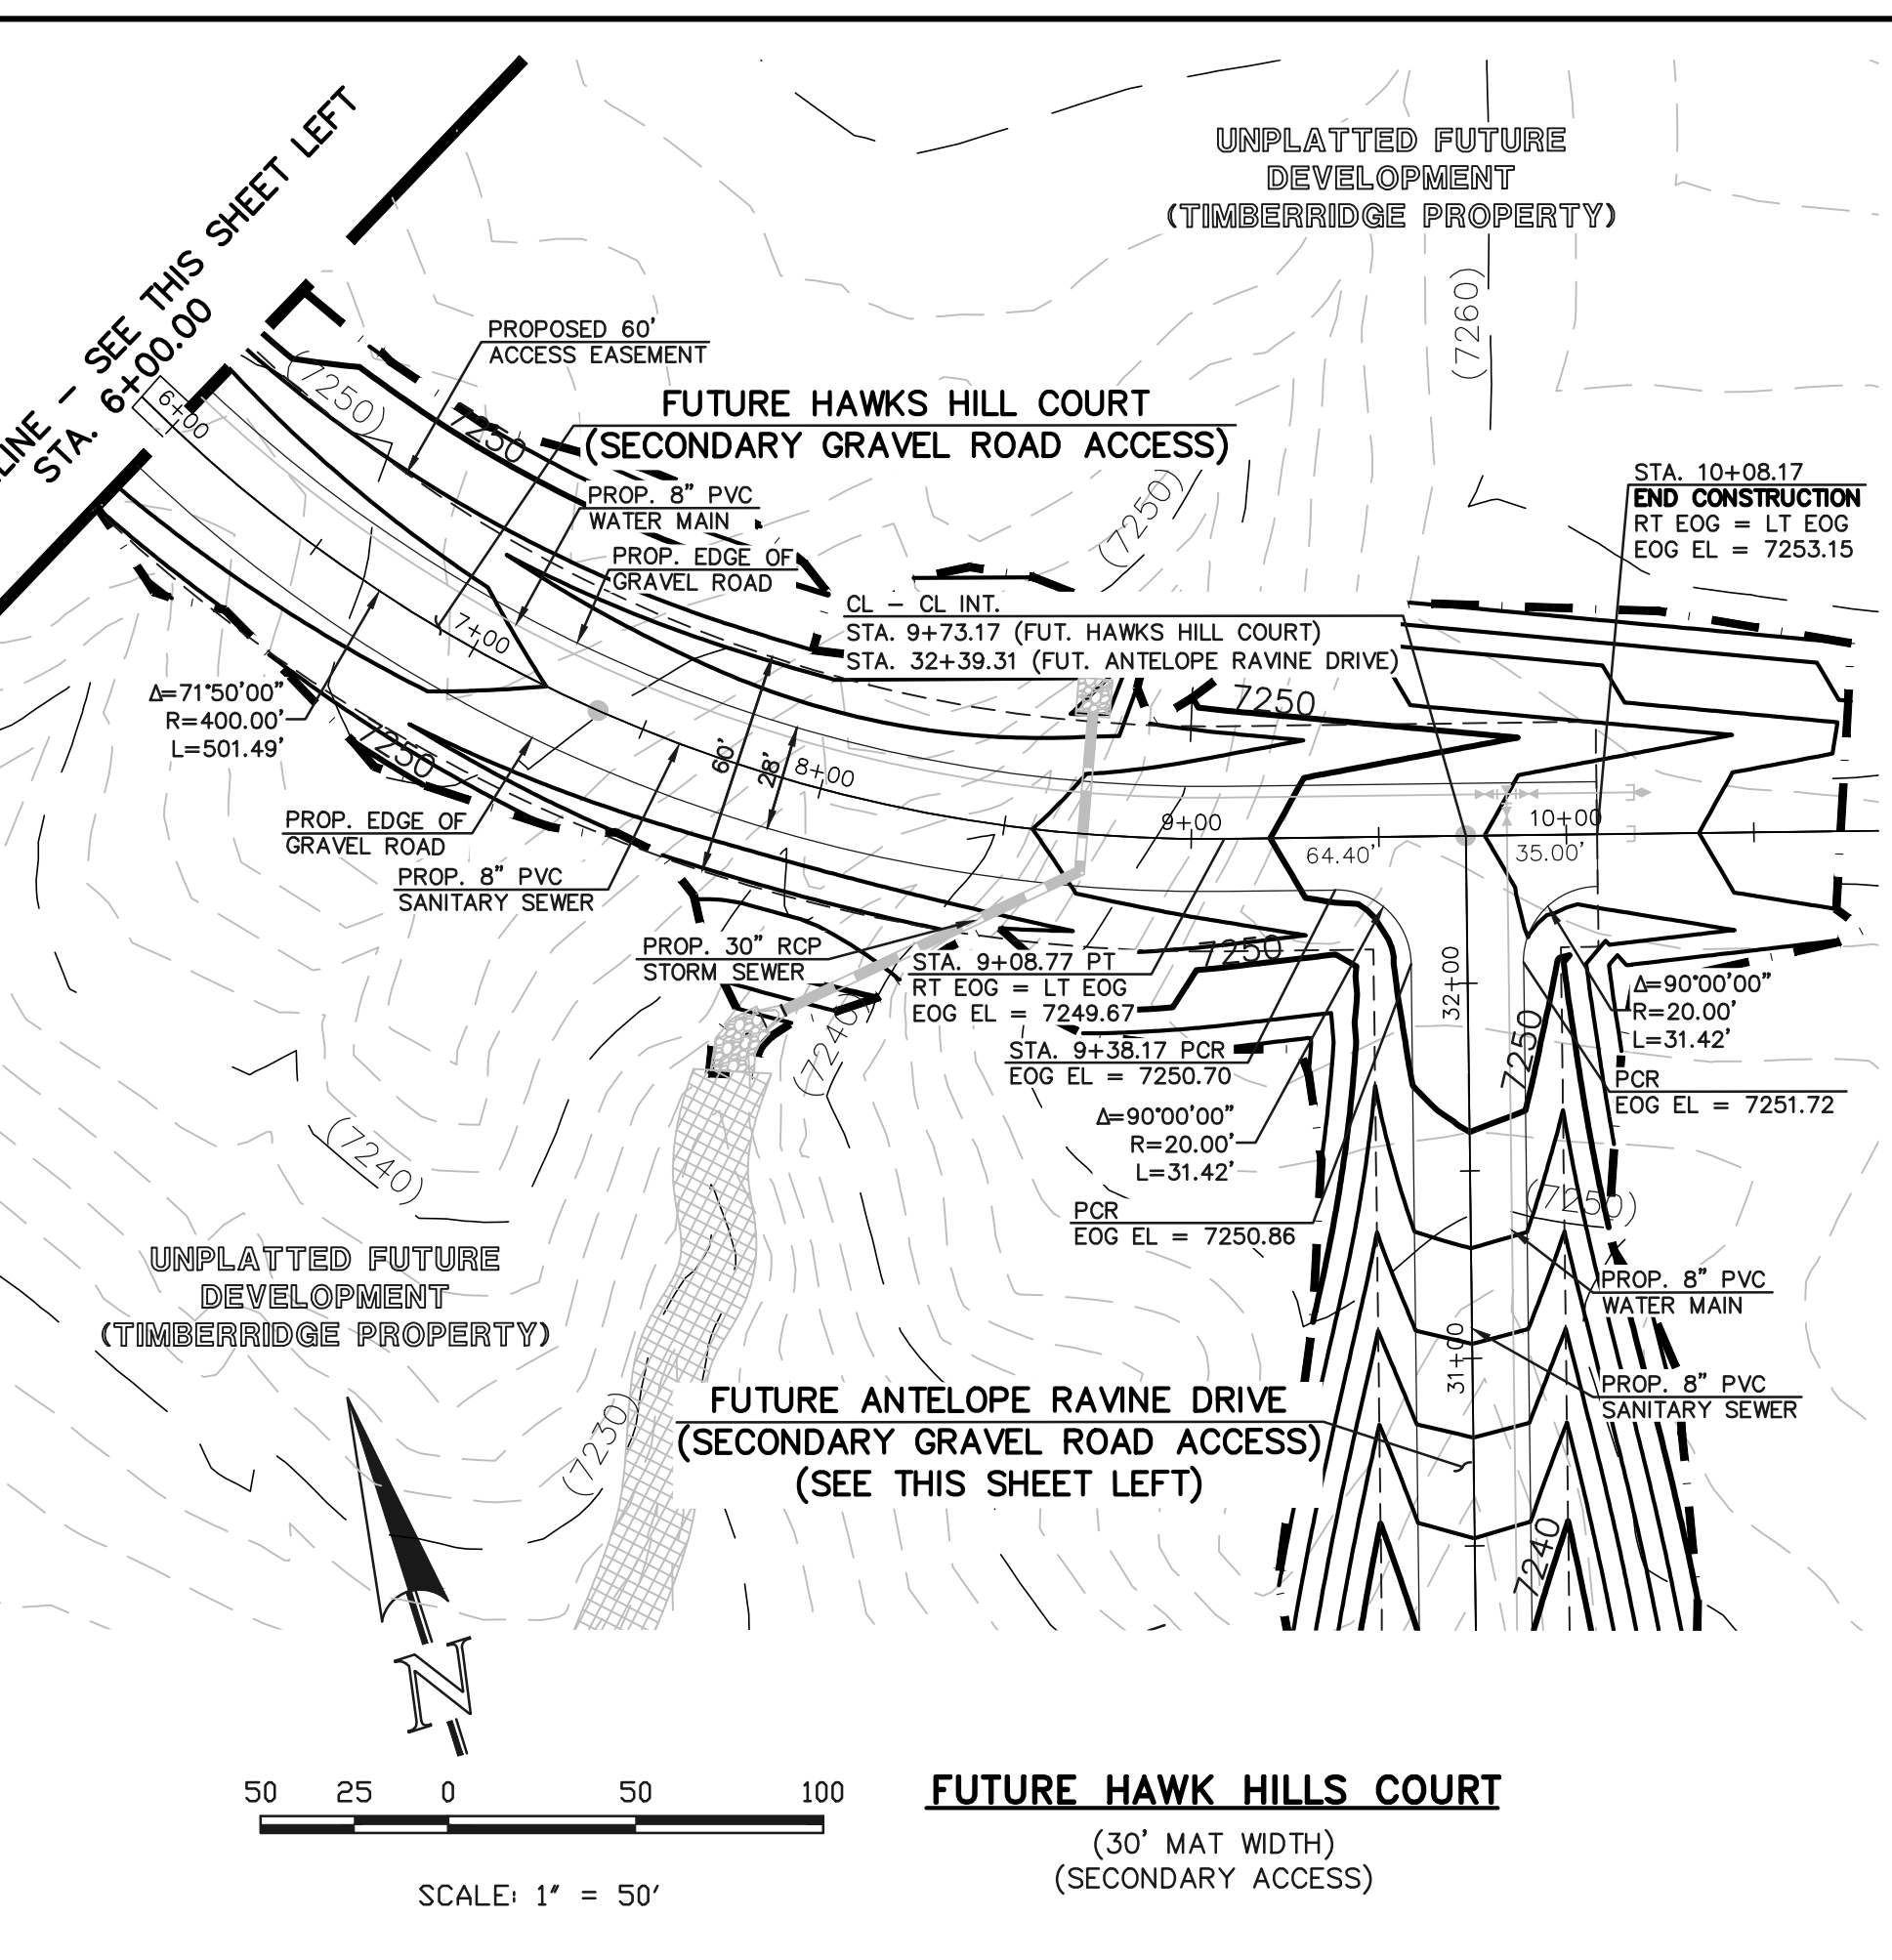 LINE - SEE THIS SHEET LEFT
STA. 6+00.00
UNPLATTED FUTURE
DEVELOPMENT
(TIMBERRIDGE PROPERTY)
(7260)
PROPOSED 60'
ACCESS EASEMENT
(7250)
6+00
7250
FUTURE HAWKS HILL COURT
(SECONDARY GRAVEL ROAD ACCESS)
PROP. 8" PVC
WATER MAIN
PROP. EDGE OF
GRAVEL ROAD
(7250)
STA. 10+08.17
END CONSTRUCTION
RT EOG = LT EOG
EOG EL = 7253.15
CL - CL INT.
STA. 9+73.17 (FUT. HAWKS HILL COURT)
STA. 32+39.31 (FUT. ANTELOPE RAVINE DRIVE)
7+00
Δ=71°50'00"
R=400.00'
L=501.49'
7250
7250
60'
28'
8+00
9+00
10+00
64.40'
35.00'
PROP. EDGE OF
GRAVEL ROAD
PROP. 8" PVC
SANITARY SEWER
PROP. 30" RCP
STORM SEWER
7250
STA. 9+08.77 PT
RT EOG = LT EOG
EOG EL = 7249.67
32+00
Δ=90°00'00"
R=20.00'
L=31.42'
(7240)
7250
STA. 9+38.17 PCR
EOG EL = 7250.70
PCR
EOG EL = 7251.72
Δ=90°00'00"
R=20.00'
L=31.42'
(7240)
(7250)
PCR
EOG EL = 7250.86
UNPLATTED FUTURE
DEVELOPMENT
(TIMBERRIDGE PROPERTY)
PROP. 8" PVC
WATER MAIN
31+00
PROP. 8" PVC
SANITARY SEWER
(7230)
FUTURE ANTELOPE RAVINE DRIVE
(SECONDARY GRAVEL ROAD ACCESS)
(SEE THIS SHEET LEFT)
7240
N
50 25 0 50 100
SCALE: 1" = 50'
FUTURE HAWK HILLS COURT
(30' MAT WIDTH)
(SECONDARY ACCESS)